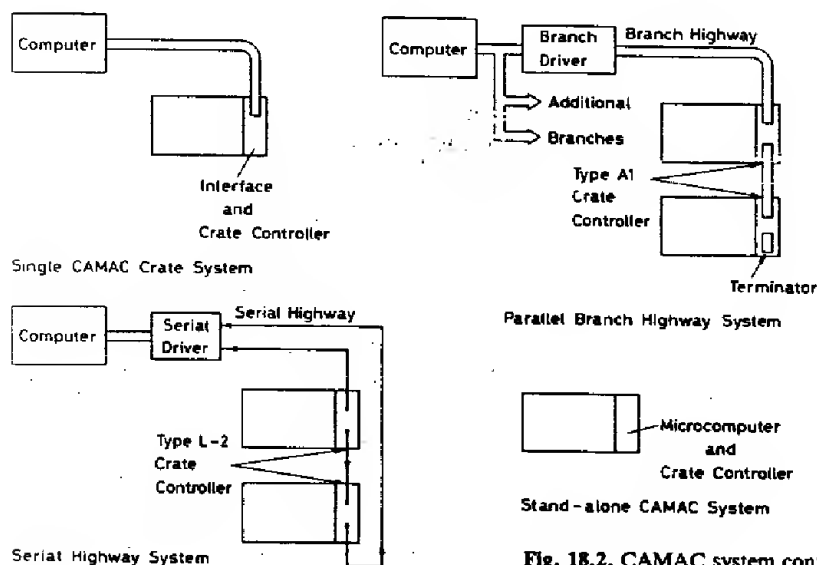 Computer
Interface
and
Crate Controller
Single CAMAC Crate System
Computer
Branch
Driver
Branch Highway
Additional
Branches
Type A1
Crate
Controller
Terminator
Parallel Branch Highway System
Computer
Serial
Driver
Serial Highway
Type L-2
Crate
Controller
Serial Highway System
Microcomputer
and
Crate Controller
Stand-alone CAMAC System
Fig. 18.2. CAMAC system con